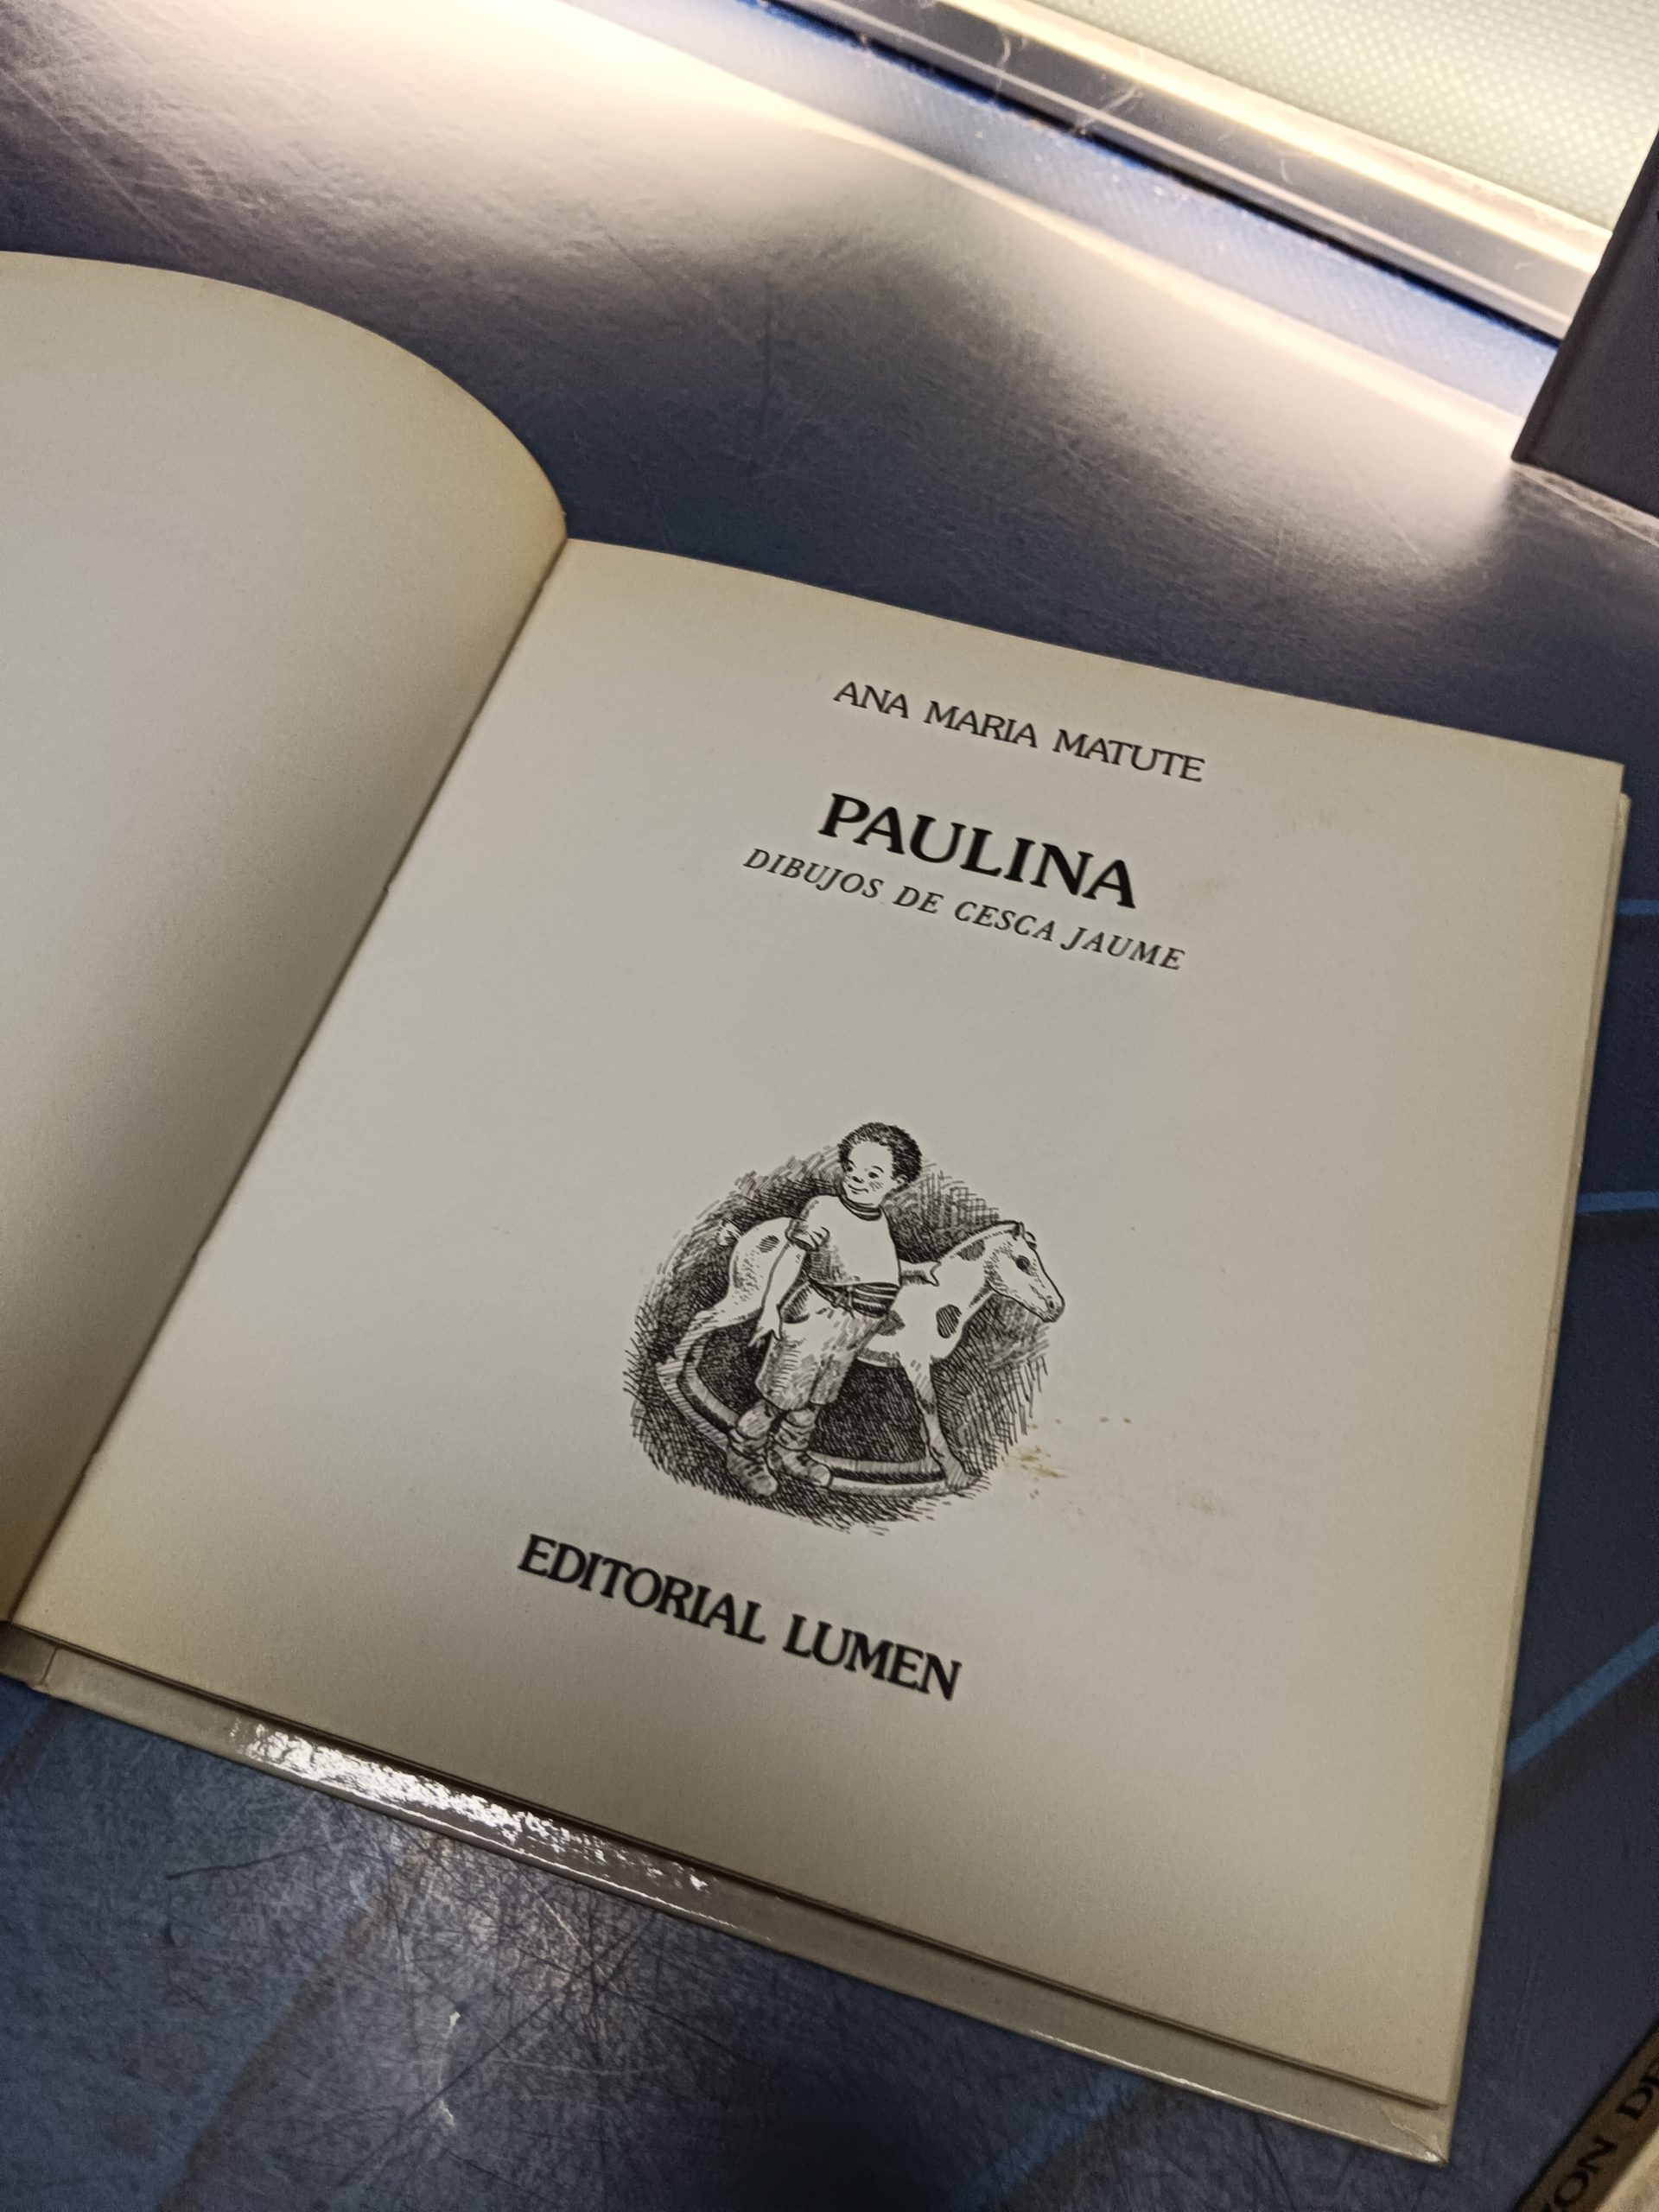 ANA MARIA MATUTE
PAULINA
DIBUJOS DE CESCA JAUME
EDITORIAL LUMEN